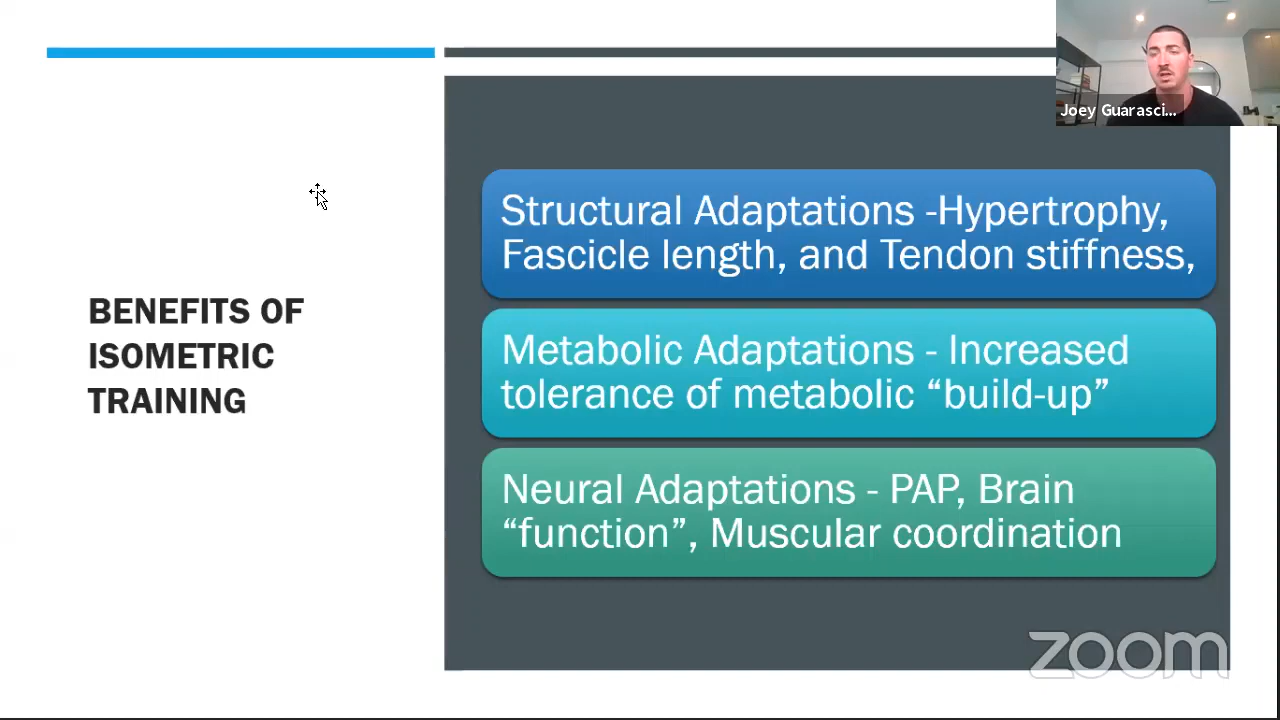 Joey Guarasci...
BENEFITS OF
ISOMETRIC
TRAINING
Structural Adaptations -Hypertrophy,
Fascicle length, and Tendon stiffness,
Metabolic Adaptations - Increased
tolerance of metabolic “build-up”
Neural Adaptations - PAP, Brain
“function”, Muscular coordination
zoom